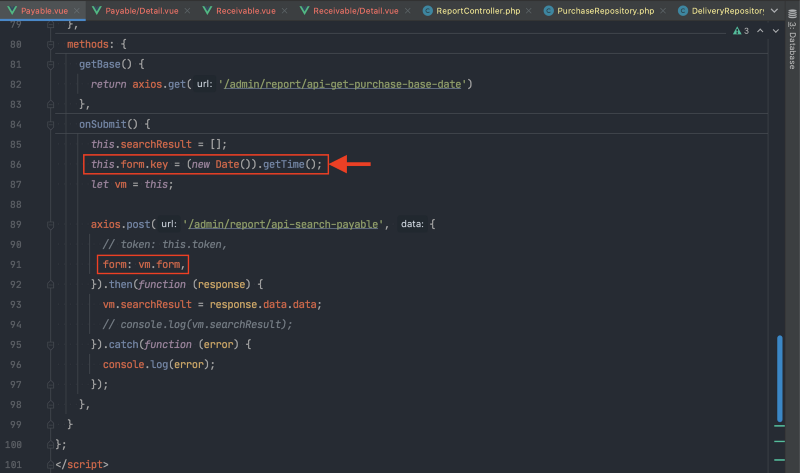 Payable.vue Payable/Detail.vue Receivable.vue Receivable/Detail.vue ReportController.php PurchaseRepository.php DeliveryRepository
79 },
3
80 methods: {
81 getBase() {
82 return axios.get( url: '/admin/report/api-get-purchase-base-date')
83 },
84 onSubmit() {
85 this.searchResult = [];
86 this.form.key = (new Date()).getTime();
87 let vm = this;
88
89 axios.post( url: '/admin/report/api-search-payable', data: {
90 // token: this.token,
91 form: vm.form,
92 }).then(function (response) {
93 vm.searchResult = response.data.data;
94 // console.log(vm.searchResult);
95 }).catch(function (error) {
96 console.log(error);
97 });
98 },
99 }
100 };
101 </script>
Database